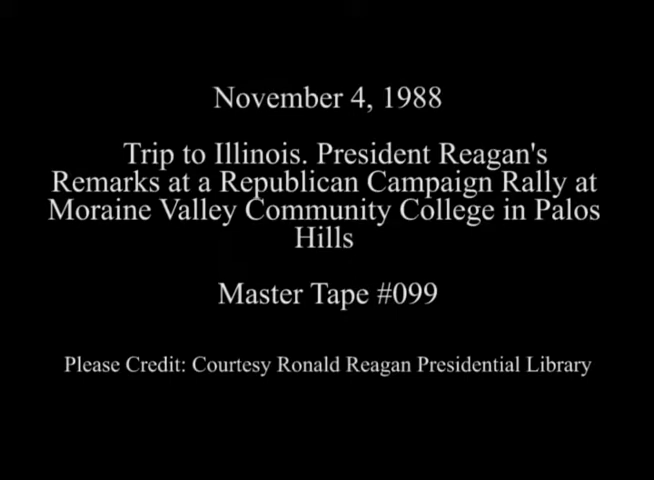 November 4, 1988
Trip to Illinois. President Reagan's
Remarks at a Republican Campaign Rally at
Moraine Valley Community College in Palos
Hills
Master Tape #099
Please Credit: Courtesy Ronald Reagan Presidential Library